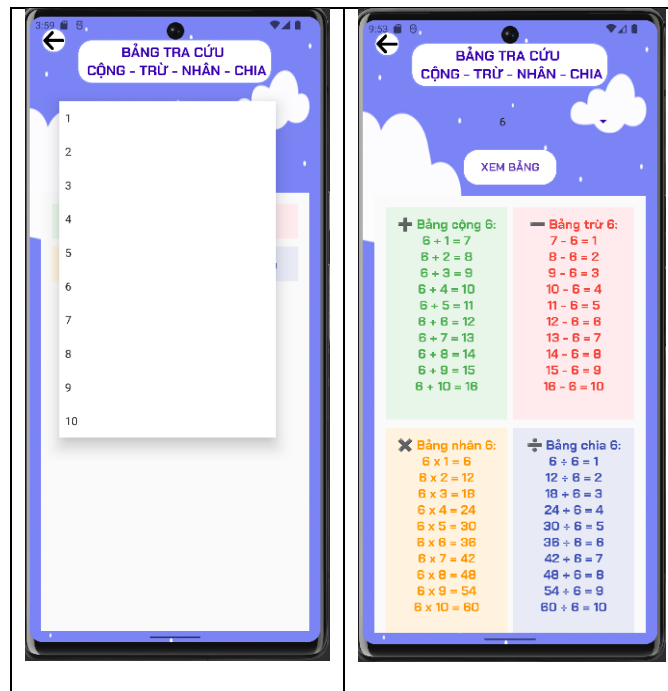 3:59
BẢNG TRA CỨU
CỘNG - TRỪ - NHÂN - CHIA
1
2
3
4
5
6
7
8
9
10
9:53
BẢNG TRA CỨU
CỘNG - TRỪ - NHÂN - CHIA
6
XEM BẢNG
➕ Bảng cộng 6:
6 + 1 = 7
6 + 2 = 8
6 + 3 = 9
6 + 4 = 10
6 + 5 = 11
6 + 6 = 12
6 + 7 = 13
6 + 8 = 14
6 + 9 = 15
6 + 10 = 16
➖ Bảng trừ 6:
7 - 6 = 1
8 - 6 = 2
9 - 6 = 3
10 - 6 = 4
11 - 6 = 5
12 - 6 = 6
13 - 6 = 7
14 - 6 = 8
15 - 6 = 9
16 - 6 = 10
✖ Bảng nhân 6:
6 x 1 = 6
6 x 2 = 12
6 x 3 = 18
6 x 4 = 24
6 x 5 = 30
6 x 6 = 36
6 x 7 = 42
6 x 8 = 48
6 x 9 = 54
6 x 10 = 60
➗ Bảng chia 6:
6 ÷ 6 = 1
12 ÷ 6 = 2
18 ÷ 6 = 3
24 ÷ 6 = 4
30 ÷ 6 = 5
36 ÷ 6 = 6
42 ÷ 6 = 7
48 ÷ 6 = 8
54 ÷ 6 = 9
60 ÷ 6 = 10